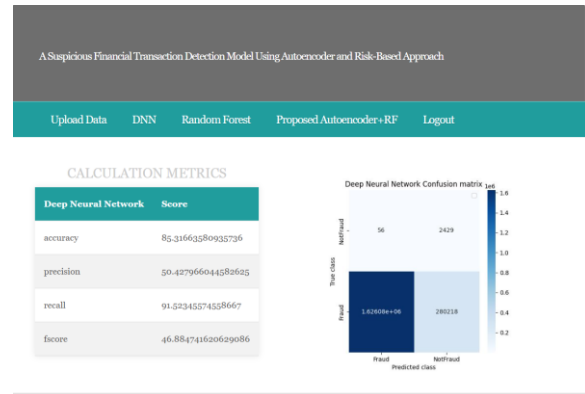 A Suspicious Financial Transaction Detection Model Using Autoencoder and Risk-Based Approach
Upload Data DNN Random Forest Proposed Autoencoder+RF Logout
CALCULATION METRICS
Deep Neural Network Score
accuracy 85.31663580935736
precision 50.427966044582625
recall 91.52345574558667
fscore 46.884741620629086
Deep Neural Network Confusion matrix
1e6
NotFraud 56 2429
Fraud 1.62608e+06 280218
True class
Fraud NotFraud
Predicted class
1.6
1.4
1.2
1.0
0.8
0.6
0.4
0.2